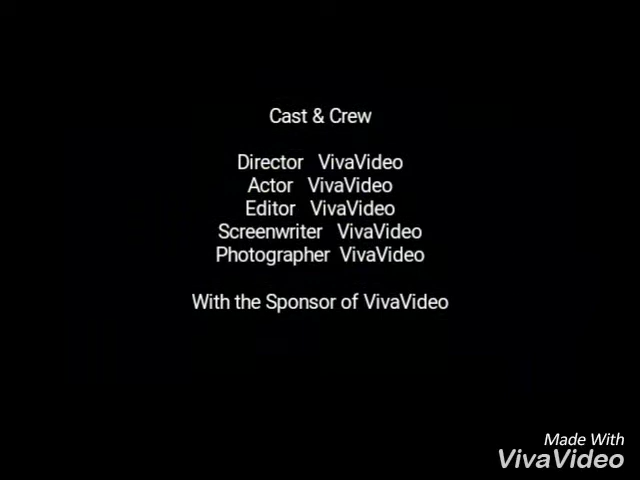 Cast & Crew
Director VivaVideo
Actor VivaVideo
Editor VivaVideo
Screenwriter VivaVideo
Photographer VivaVideo
With the Sponsor of VivaVideo
Made With
VivaVideo